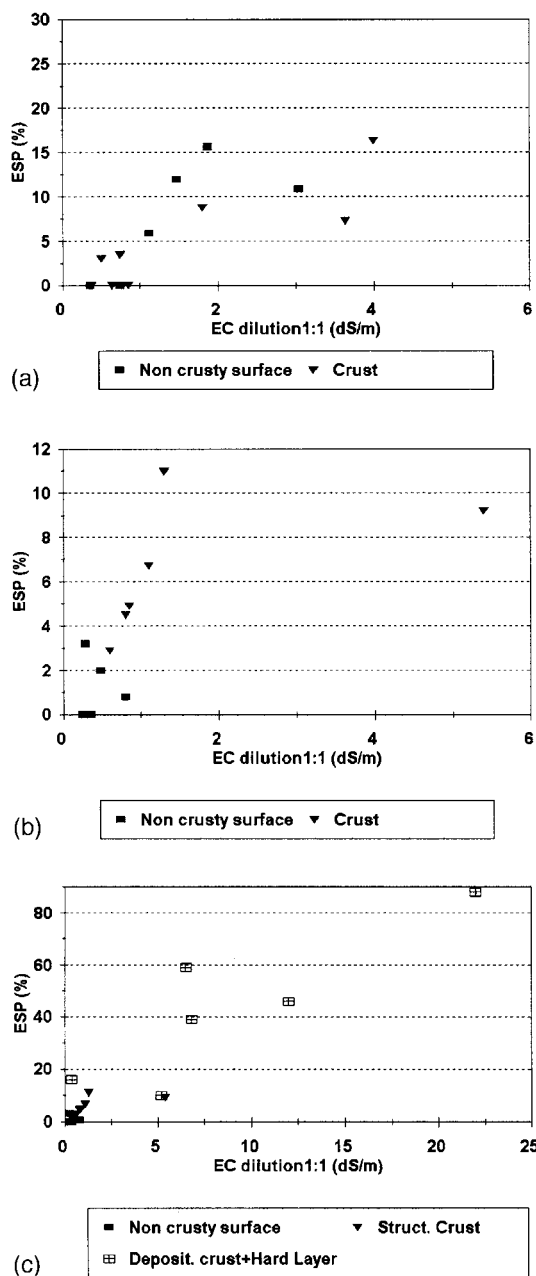 30
25
20
15
10
5
0
ESP (%)
0 2 4 6
EC dilution1:1 (dS/m)
(a)
Non crusty surface Crust
12
10
8
6
4
2
0
ESP (%)
0 2 4 6
EC dilution1:1 (dS/m)
(b)
Non crusty surface Crust
80
60
40
20
0
ESP (%)
0 5 10 15 20 25
EC dilution1:1 (dS/m)
Non crusty surface Struct. Crust
(c)
Deposit. crust+Hard Layer